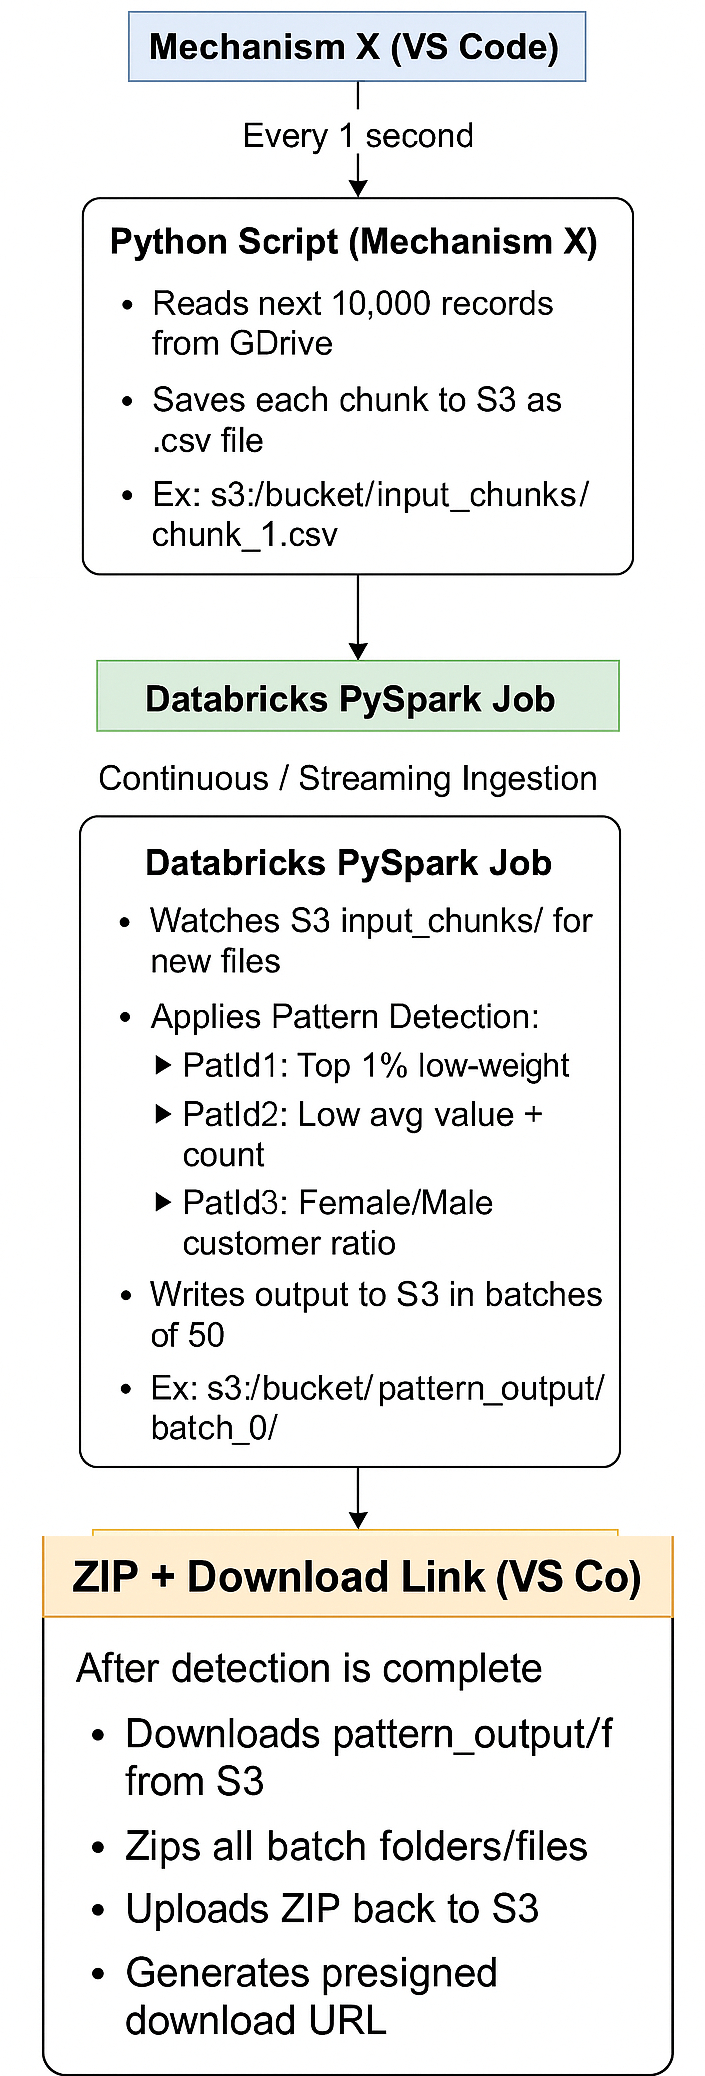 Mechanism X (VS Code)
Every 1 second
Python Script (Mechanism X)
• Reads next 10,000 records
from GDrive
• Saves each chunk to S3 as
.csv file
• Ex: s3:/bucket/input_chunks/
chunk_1.csv
Databricks PySpark Job
Continuous / Streaming Ingestion
Databricks PySpark Job
• Watches S3 input_chunks/ for
new files
• Applies Pattern Detection:
▶ PatId1: Top 1% low-weight
▶ PatId2: Low avg value +
count
▶ PatId3: Female/Male
customer ratio
• Writes output to S3 in batches
of 50
• Ex: s3:/bucket/pattern_output/
batch_0/
ZIP + Download Link (VS Co)
After detection is complete
• Downloads pattern_output/f
from S3
• Zips all batch folders/files
• Uploads ZIP back to S3
• Generates presigned
download URL